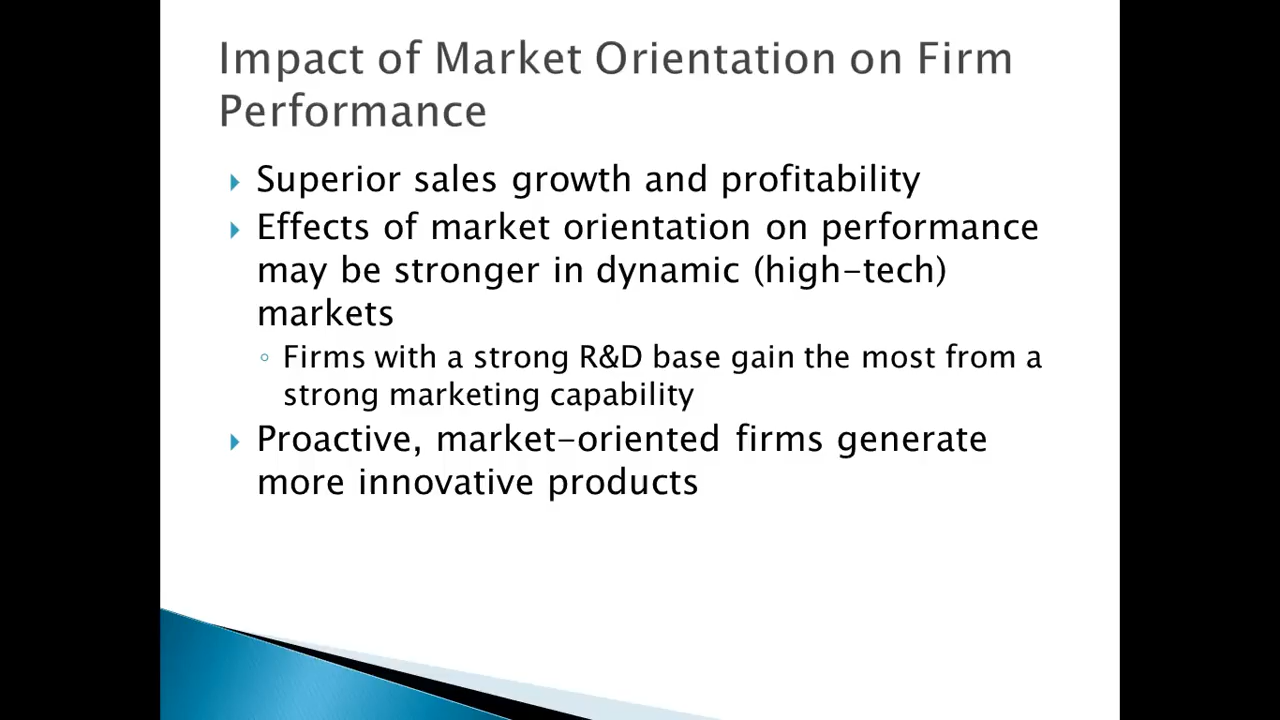 Impact of Market Orientation on Firm
Performance
Superior sales growth and profitability
Effects of market orientation on performance
may be stronger in dynamic (high-tech)
markets
Firms with a strong R&D base gain the most from a
strong marketing capability
Proactive, market-oriented firms generate
more innovative products